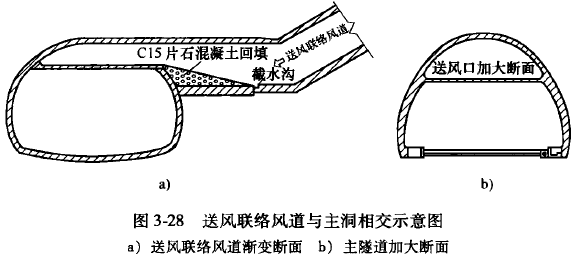 C15片石混凝土回填
送风联络风道
截水沟
送风口加大断面
a)
b)
图 3-28 送风联络风道与主洞相交示意图
a）送风联络风道渐变断面 b）主隧道加大断面